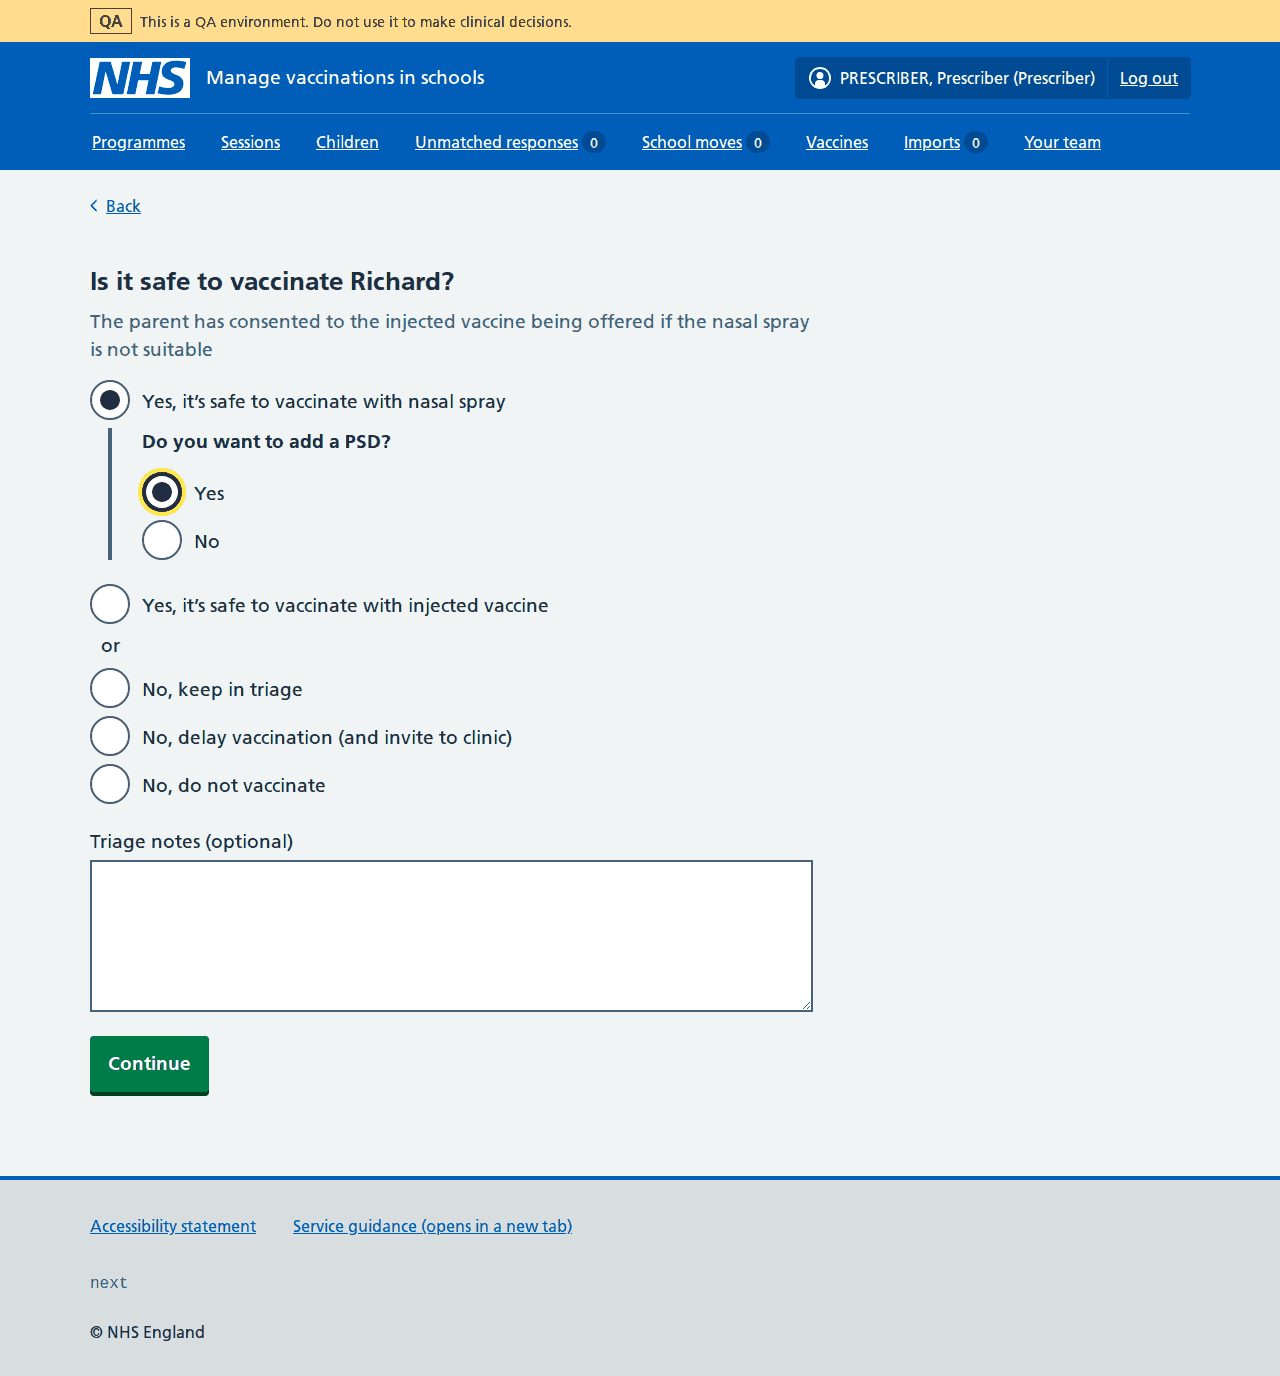 QA This is a QA environment. Do not use it to make clinical decisions.
NHS Manage vaccinations in schools PRESCRIBER, Prescriber (Prescriber) Log out
Programmes Sessions Children Unmatched responses 0 School moves 0 Vaccines Imports 0 Your team
Back
Is it safe to vaccinate Richard?
The parent has consented to the injected vaccine being offered if the nasal spray
is not suitable
Yes, it’s safe to vaccinate with nasal spray
Do you want to add a PSD?
Yes
No
Yes, it’s safe to vaccinate with injected vaccine
or
No, keep in triage
No, delay vaccination (and invite to clinic)
No, do not vaccinate
Triage notes (optional)
Continue
Accessibility statement Service guidance (opens in a new tab)
next
© NHS England